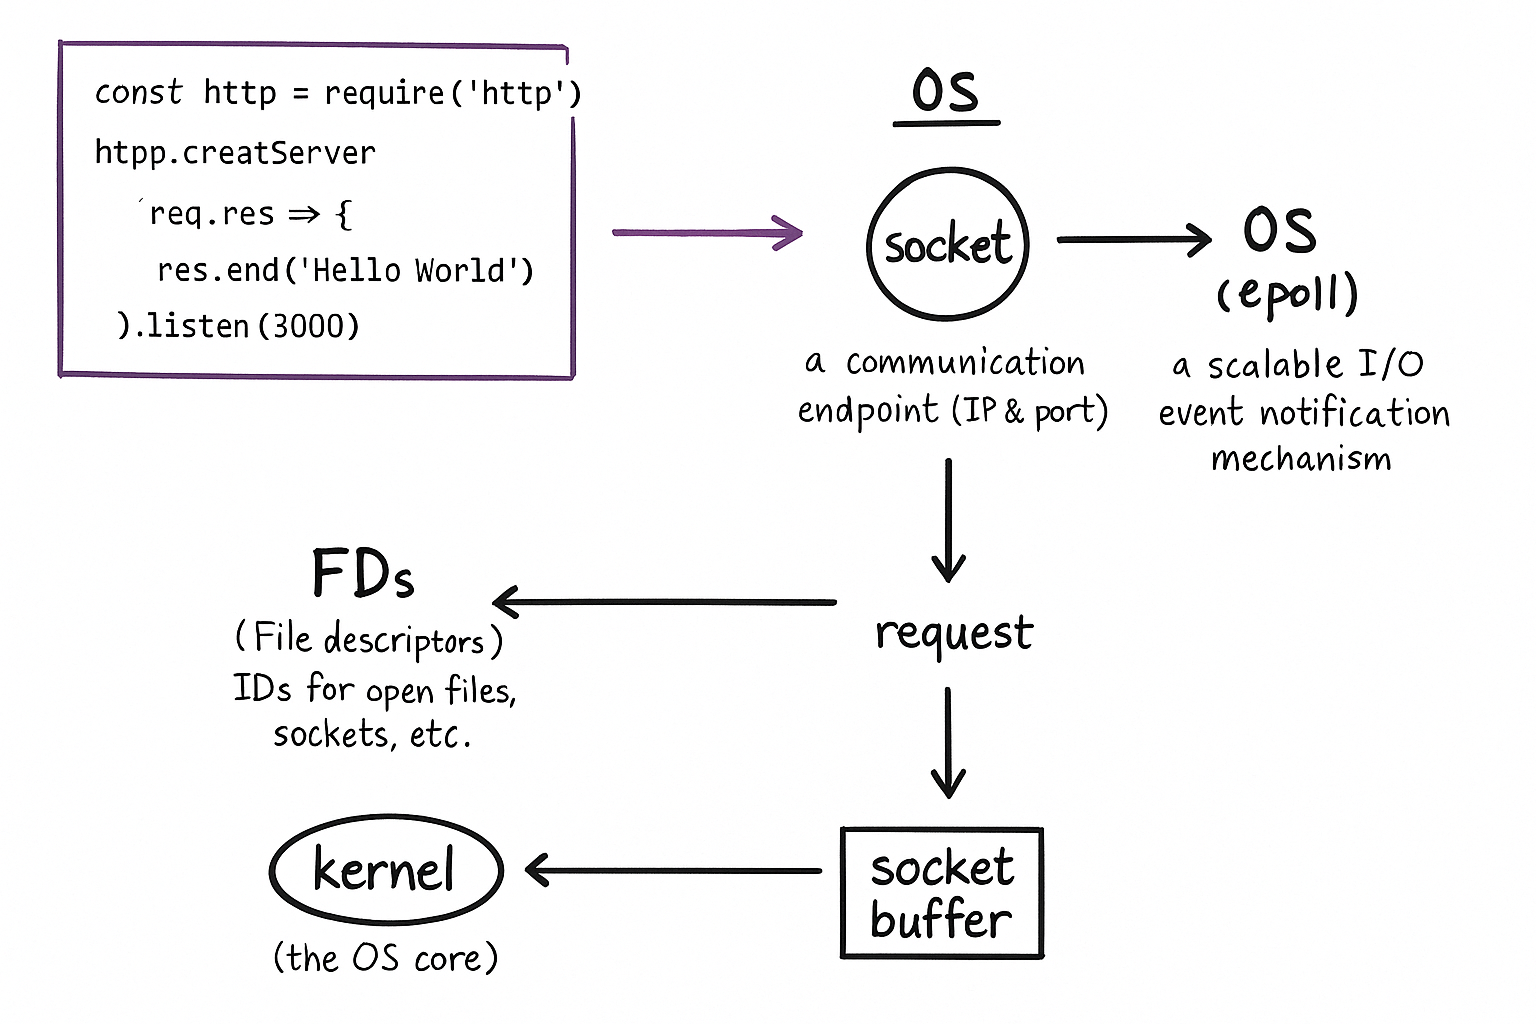 const http = require('http')
htpp.creatServer
req.res => {
res.end('Hello World')
).listen(3000)
OS
socket
a communication
endpoint (IP & port)
OS
(epoll)
a scalable I/O
event notification
mechanism
request
FDs
(File descriptors)
IDs for open files,
sockets, etc.
socket
buffer
kernel
(the OS core)